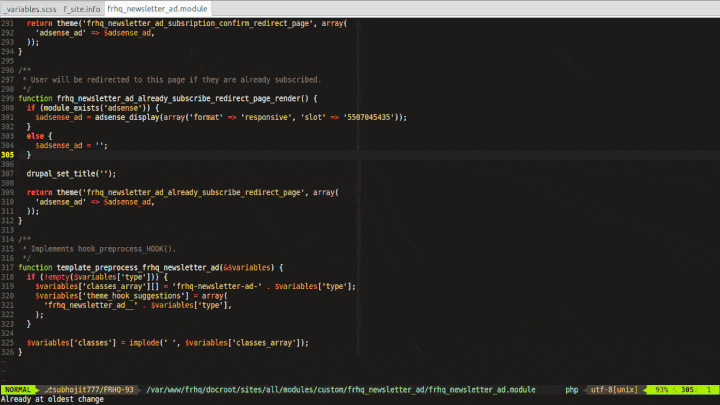 _variables.scss f_site.info frhq_newsletter_ad.module
291 return theme('frhq_newsletter_ad_subsription_confirm_redirect_page', array(
292 'adsense_ad' => $adsense_ad,
293 ));
294 }
295
296 /**
297 * User will be redirected to this page if they are already subscribed.
298 */
299 function frhq_newsletter_ad_already_subscribe_redirect_page_render() {
300 if (module_exists('adsense')) {
301 $adsense_ad = adsense_display(array('format' => 'responsive', 'slot' => '5507045435'));
302 }
303 else {
304 $adsense_ad = '';
305 }
306
307 drupal_set_title('');
308
309 return theme('frhq_newsletter_ad_already_subscribe_redirect_page', array(
310 'adsense_ad' => $adsense_ad,
311 ));
312 }
313
314 /**
315 * Implements hook_preprocess_HOOK().
316 */
317 function template_preprocess_frhq_newsletter_ad(&$variables) {
318 if (!empty($variables['type'])) {
319 $variables['classes_array'][] = 'frhq-newsletter-ad-' . $variables['type'];
320 $variables['theme_hook_suggestions'] = array(
321 'frhq_newsletter_ad__' . $variables['type'],
322 );
323 }
324
325 $variables['classes'] = implode(' ', $variables['classes_array']);
326 }
~
~
NORMAL subhojit777/FRHQ-93 /var/www/frhq/docroot/sites/all/modules/custom/frhq_newsletter_ad/frhq_newsletter_ad.module php utf-8[unix] 93% 305: 1
Already at oldest change